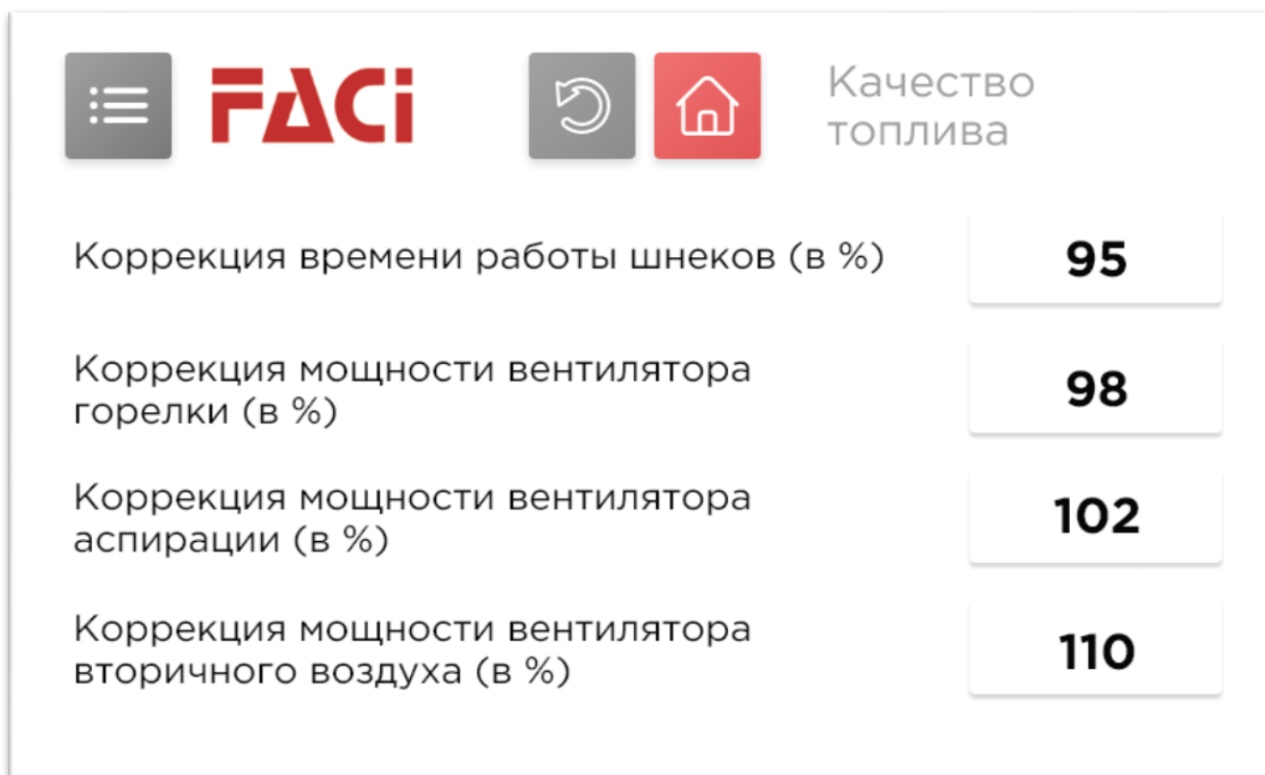 FACi
Качество
топлива
Коррекция времени работы шнеков (в %)
95
Коррекция мощности вентилятора
горелки (в %)
98
Коррекция мощности вентилятора
аспирации (в %)
102
Коррекция мощности вентилятора
вторичного воздуха (в %)
110